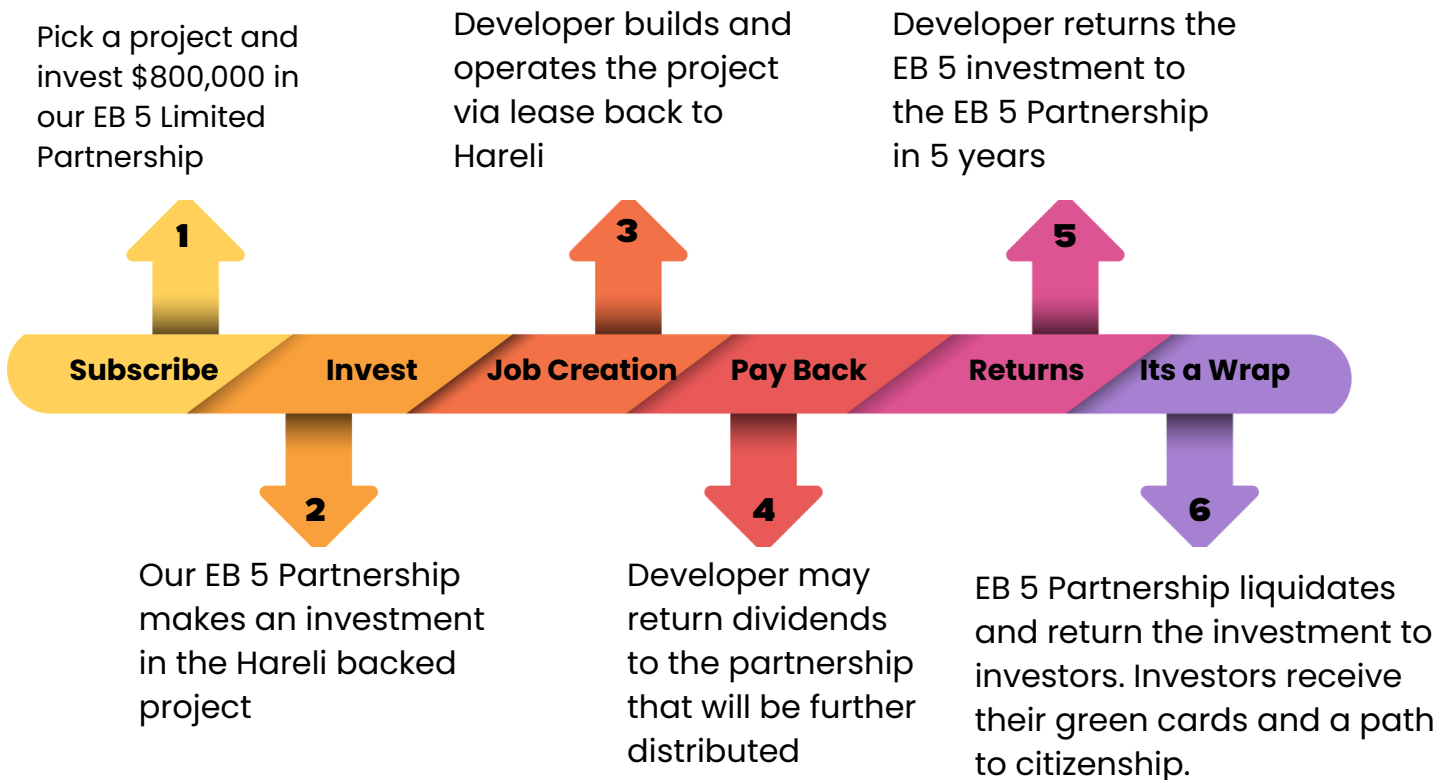 Pick a project and
invest $800,000 in
our EB 5 Limited
Partnership
Developer builds and
operates the project
via lease back to
Hareli
Developer returns the
EB 5 investment to
the EB 5 Partnership
in 5 years
1
3
5
Subscribe
Invest
Job Creation
Pay Back
Returns
Its a Wrap
2
4
6
Our EB 5 Partnership
makes an investment
in the Hareli backed
project
Developer may
return dividends
to the partnership
that will be further
distributed
EB 5 Partnership liquidates
and return the investment to
investors. Investors receive
their green cards and a path
to citizenship.